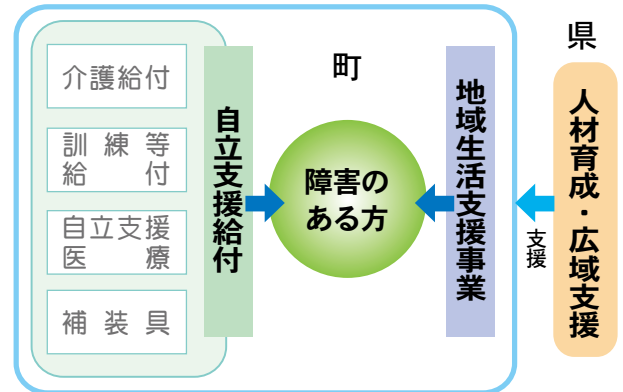 介護給付
訓練等
給付
自立支援
医療
補装具
自立支援給付
町
障害の
ある方
地域生活支援事業
支援
県
人材育成・広域支援